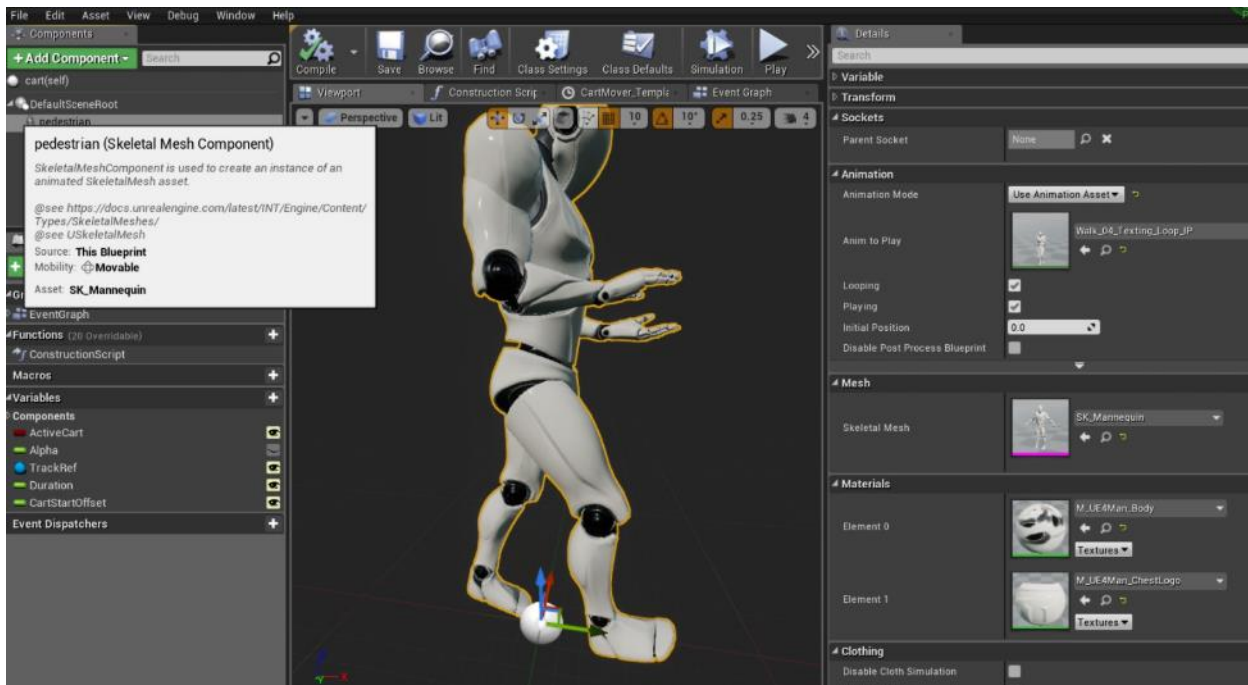 File Edit Asset View Debug Window Help
Components
+Add Component
Search
cart(self)
DefaultSceneRoot
pedestrian
pedestrian (Skeletal Mesh Component)
SkeletalMeshComponent is used to create an instance of an
animated SkeletalMesh asset.
@see https://docs.unrealengine.com/latest/INT/Engine/Content/
Types/SkeletalMeshes/
@see USkeletalMesh
Source: This Blueprint
Mobility: Movable
Asset: SK_Mannequin
EventGraph
Functions (20 Overridable)
ConstructionScript
Macros
Variables
Components
ActiveCart
Alpha
TrackRef
Duration
CartStartOffset
Event Dispatchers
Compile Save Browse Find Class Settings Class Defaults Simulation Play
Viewport Construction Scrip CartMover_Templa Event Graph
Perspective Lit 10 10° 0.25 4
X
Details
Search
Variable
Transform
Sockets
Parent Socket None
Animation
Animation Mode Use Animation Asset
Anim to Play Walk_04_Texting_Loop_IP
Looping
Playing
Initial Position 0.0
Disable Post Process Blueprint
Mesh
Skeletal Mesh SK_Mannequin
Materials
Element 0 M_UE4Man_Body
Textures
Element 1 M_UE4Man_ChestLogo
Textures
Clothing
Disable Cloth Simulation